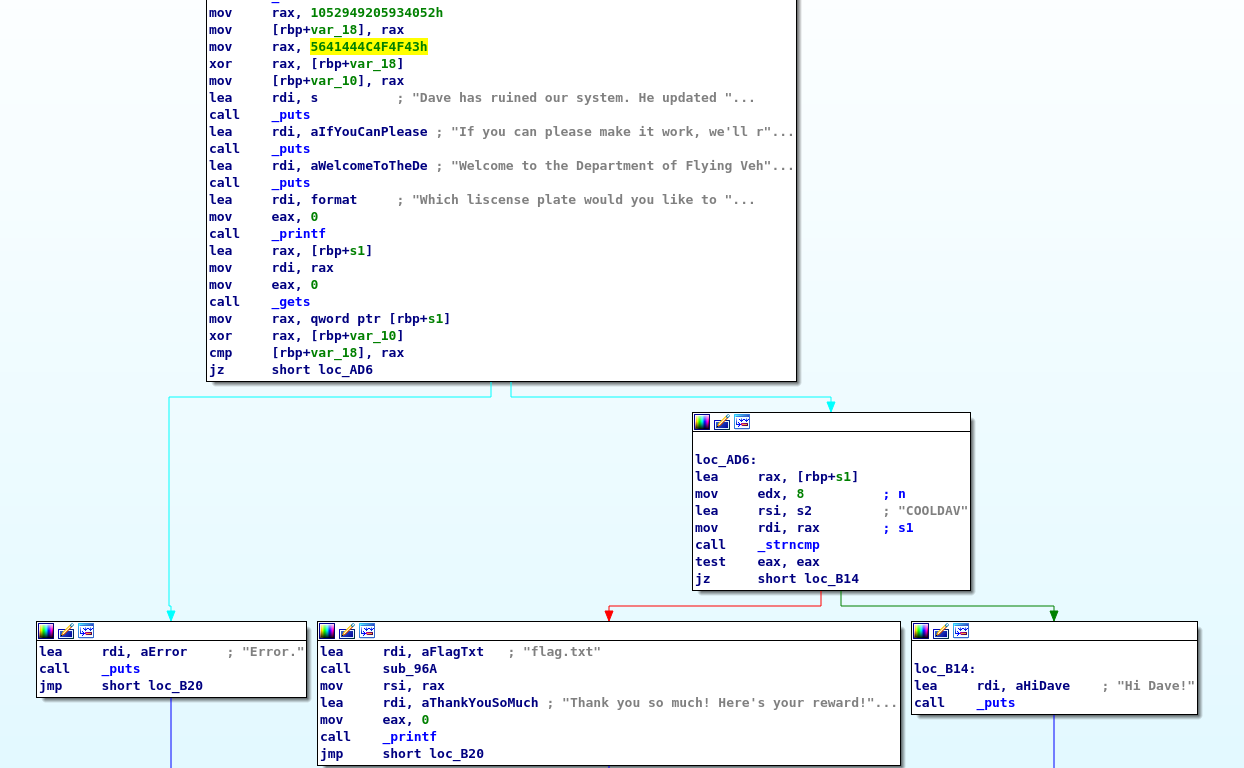 mov rax, 1052949205934052h
mov [rbp+var_18], rax
mov rax, 5641444C4F4F43h
xor rax, [rbp+var_18]
mov [rbp+var_10], rax
lea rdi, s ; "Dave has ruined our system. He updated "...
call _puts
lea rdi, aIfYouCanPlease ; "If you can please make it work, we'll r"...
call _puts
lea rdi, aWelcomeToTheDe ; "Welcome to the Department of Flying Veh"...
call _puts
lea rdi, format ; "Which liscense plate would you like to "...
mov eax, 0
call _printf
lea rax, [rbp+s1]
mov rdi, rax
mov eax, 0
call _gets
mov rax, qword ptr [rbp+s1]
xor rax, [rbp+var_10]
cmp [rbp+var_18], rax
jz short loc_AD6
loc_AD6:
lea rax, [rbp+s1]
mov edx, 8 ; n
lea rsi, s2 ; "COOLDAV"
mov rdi, rax ; s1
call _strncmp
test eax, eax
jz short loc_B14
lea rdi, aError ; "Error."
call _puts
jmp short loc_B20
lea rdi, aFlagTxt ; "flag.txt"
call sub_96A
mov rsi, rax
lea rdi, aThankYouSoMuch ; "Thank you so much! Here's your reward!"...
mov eax, 0
call _printf
jmp short loc_B20
loc_B14:
lea rdi, aHiDave ; "Hi Dave!"
call _puts